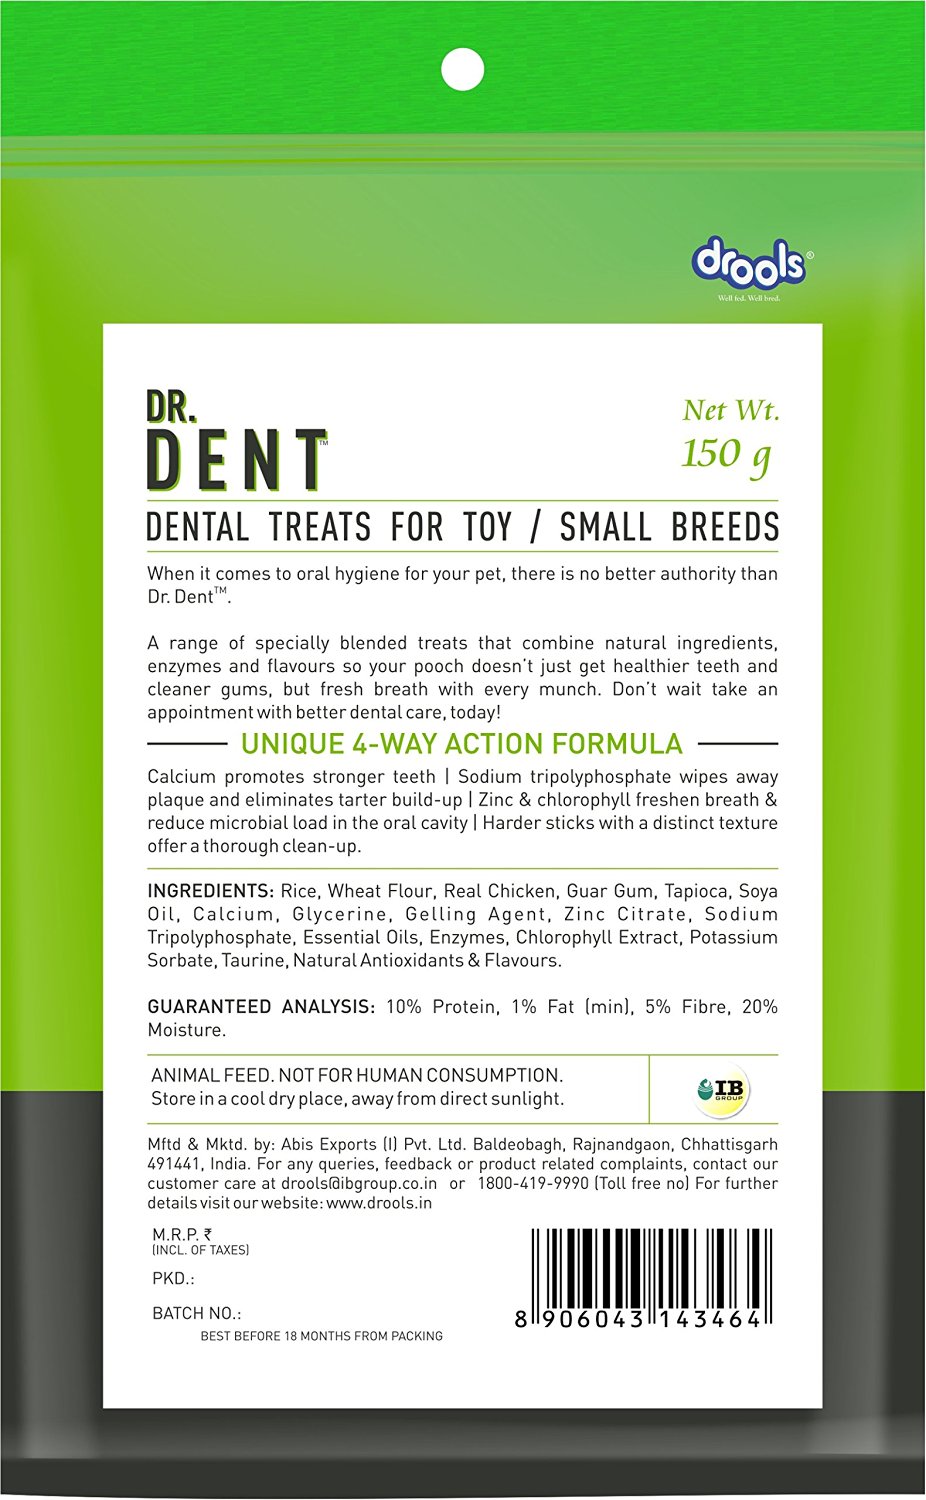 drools®
Well fed. Well bred.
DR.
DENT™
Net Wt.
150 g
DENTAL TREATS FOR TOY / SMALL BREEDS
When it comes to oral hygiene for your pet, there is no better authority than
Dr. Dent™.
A range of specially blended treats that combine natural ingredients,
enzymes and flavours so your pooch doesn't just get healthier teeth and
cleaner gums, but fresh breath with every munch. Don't wait take an
appointment with better dental care, today!
UNIQUE 4-WAY ACTION FORMULA
Calcium promotes stronger teeth | Sodium tripolyphosphate wipes away
plaque and eliminates tarter build-up | Zinc & chlorophyll freshen breath &
reduce microbial load in the oral cavity | Harder sticks with a distinct texture
offer a thorough clean-up.
INGREDIENTS: Rice, Wheat Flour, Real Chicken, Guar Gum, Tapioca, Soya
Oil, Calcium, Glycerine, Gelling Agent, Zinc Citrate, Sodium
Tripolyphosphate, Essential Oils, Enzymes, Chlorophyll Extract, Potassium
Sorbate, Taurine, Natural Antioxidants & Flavours.
GUARANTEED ANALYSIS: 10% Protein, 1% Fat (min), 5% Fibre, 20%
Moisture.
ANIMAL FEED. NOT FOR HUMAN CONSUMPTION.
Store in a cool dry place, away from direct sunlight.
IB
GROUP
Mftd & Mktd. by: Abis Exports (I) Pvt. Ltd. Baldeobagh, Rajnandgaon, Chhattisgarh
491441, India. For any queries, feedback or product related complaints, contact our
customer care at drools@ibgroup.co.in or 1800-419-9990 (Toll free no) For further
details visit our website: www.drools.in
M.R.P. ₹
(INCL. OF TAXES)
PKD.:
BATCH NO.:
BEST BEFORE 18 MONTHS FROM PACKING
8 906043 143464